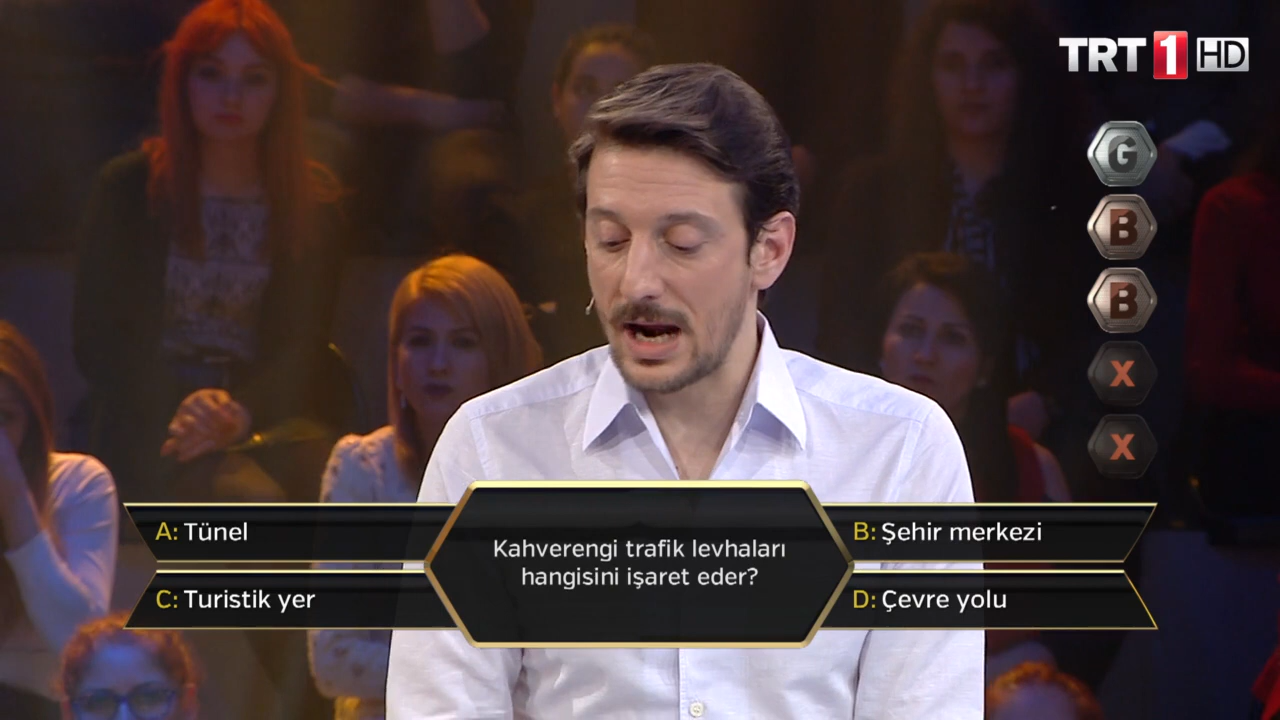 TRT 1 HD
G
B
B
X
X
Kahverengi trafik levhaları
hangisini işaret eder?
A: Tünel
B: Şehir merkezi
C: Turistik yer
D: Çevre yolu